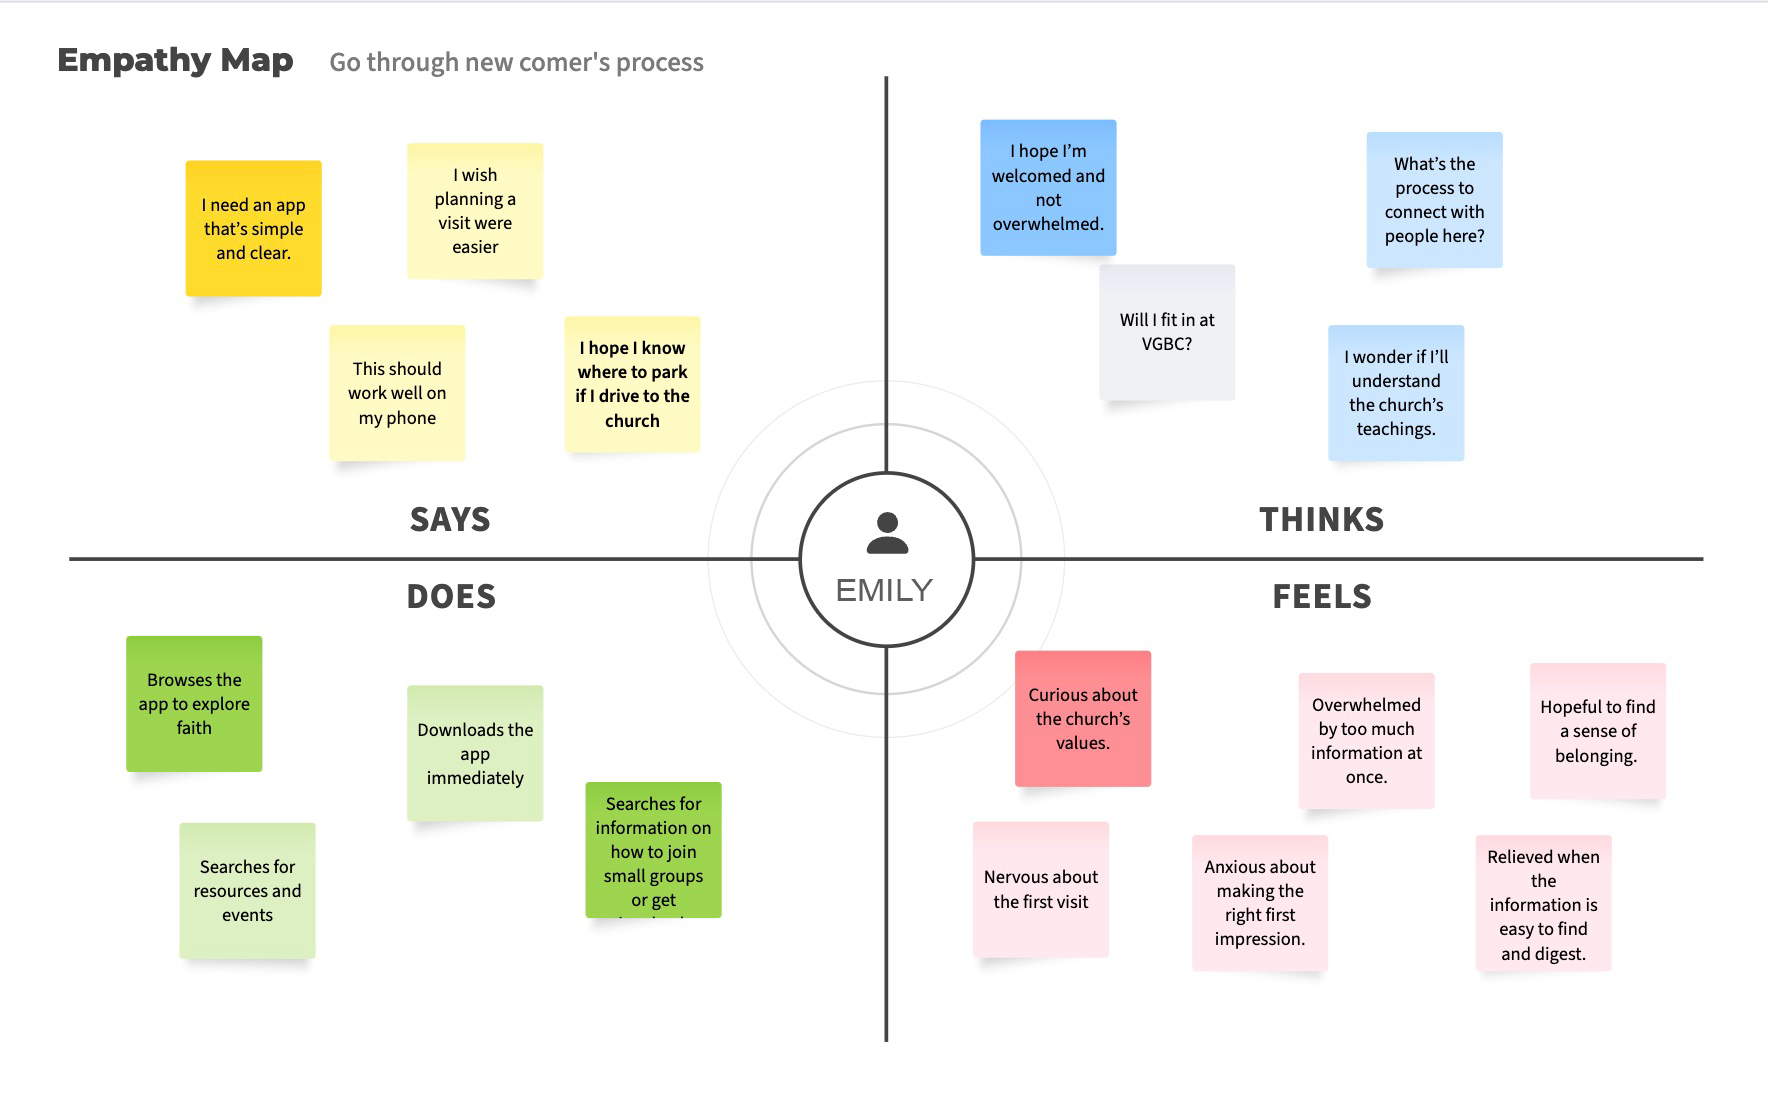 Empathy Map
Go through new comer's process
I need an app
that’s simple
and clear.
I wish
planning a
visit were
easier
This should
work well on
my phone
I hope I know
where to park
if I drive to the
church
SAYS
I hope I’m
welcomed and
not
overwhelmed.
What’s the
process to
connect with
people here?
Will I fit in at
VGBC?
I wonder if I’ll
understand
the church’s
teachings.
THINKS
EMILY
DOES
Browses the
app to explore
faith
Downloads the
app
immediately
Searches for
information on
how to join
small groups
or get
Searches for
resources and
events
FEELS
Curious about
the church’s
values.
Overwhelmed
by too much
information at
once.
Hopeful to find
a sense of
belonging.
Nervous about
the first visit
Anxious about
making the
right first
impression.
Relieved when
the
information is
easy to find
and digest.